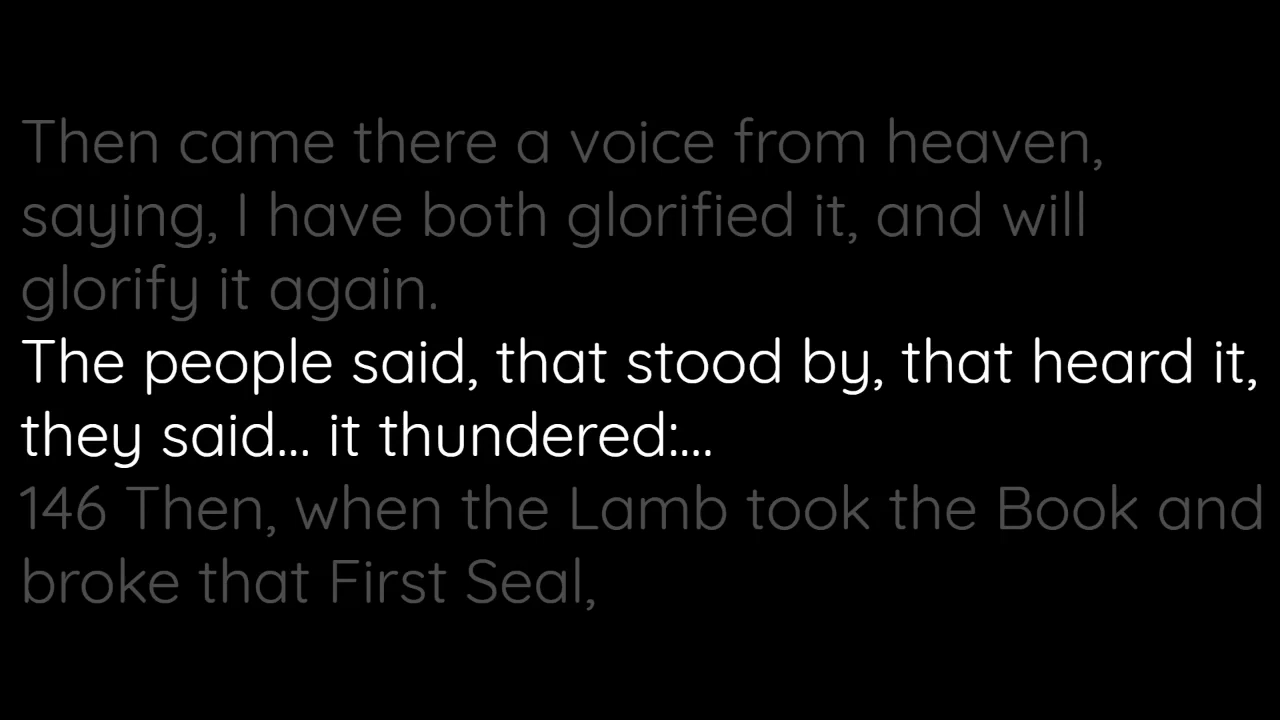 Then came there a voice from heaven,
saying, I have both glorified it, and will
glorify it again.
The people said, that stood by, that heard it,
they said... it thundered:...
146 Then, when the Lamb took the Book and
broke that First Seal,